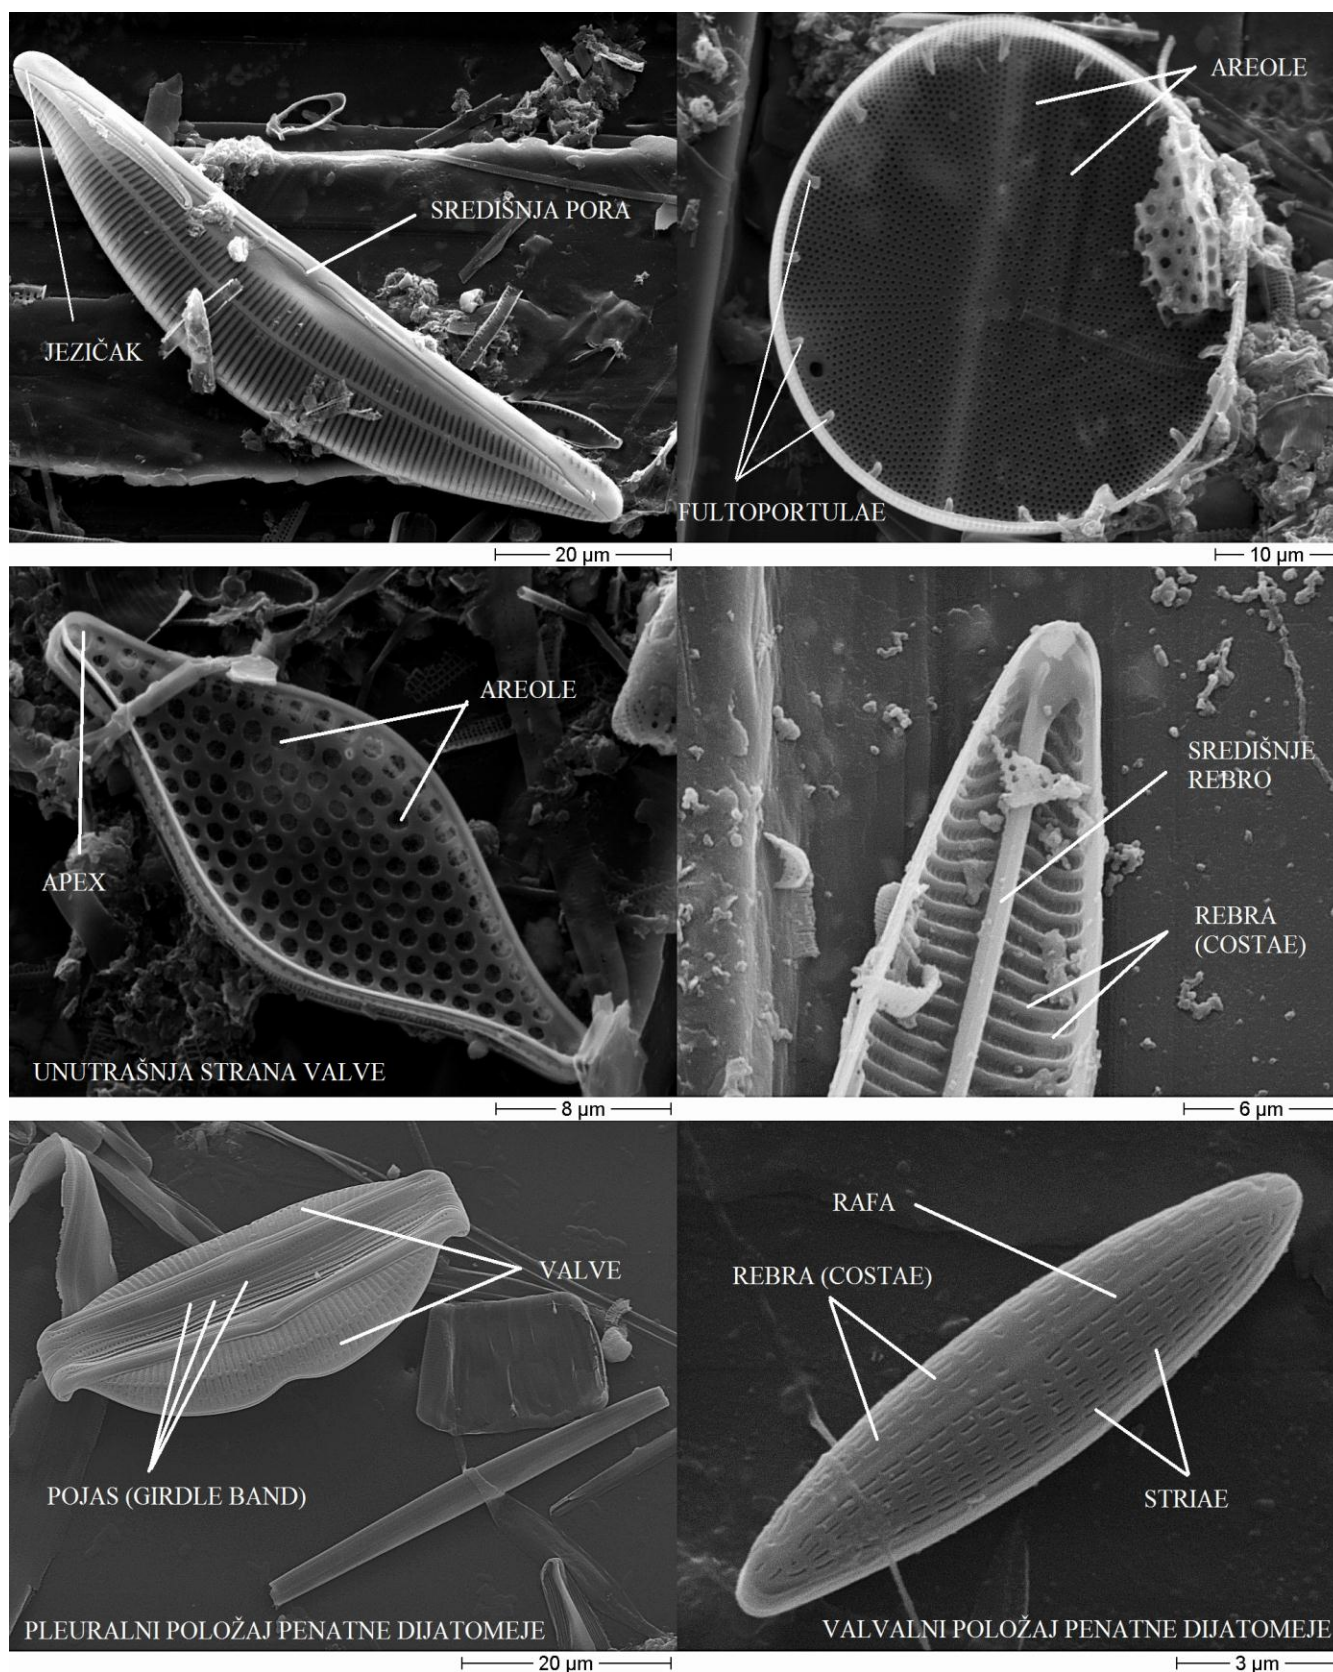 SREDIŠNJA PORA
JEZIČAK
20 µm
AREOLE
FULTOPORTULAE
10 µm
AREOLE
APEX
UNUTRAŠNJA STRANA VALVE
8 µm
SREDIŠNJE
REBRO
REBRA
(COSTAE)
6 µm
VALVE
POJAS (GIRDLE BAND)
PLEURALNI POLOŽAJ PENATNE DIJATOMEJE
20 µm
RAFA
REBRA (COSTAE)
STRIAE
VALVALNI POLOŽAJ PENATNE DIJATOMEJE
3 µm